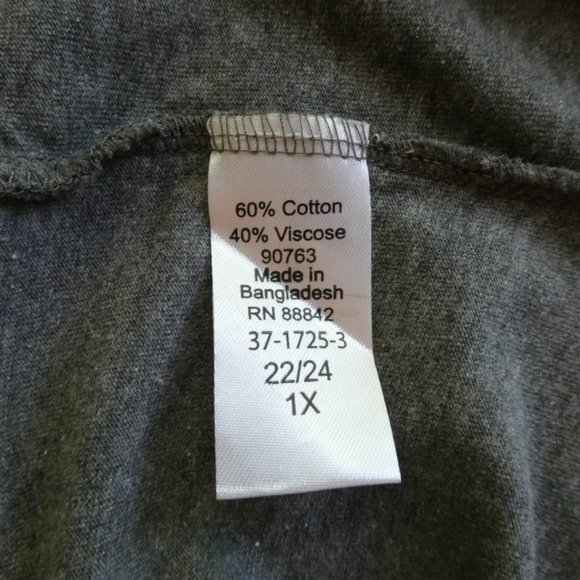 60% Cotton
40% Viscose
90763
Made in
Bangladesh
RN 88842
37-1725-3
22/24
1X